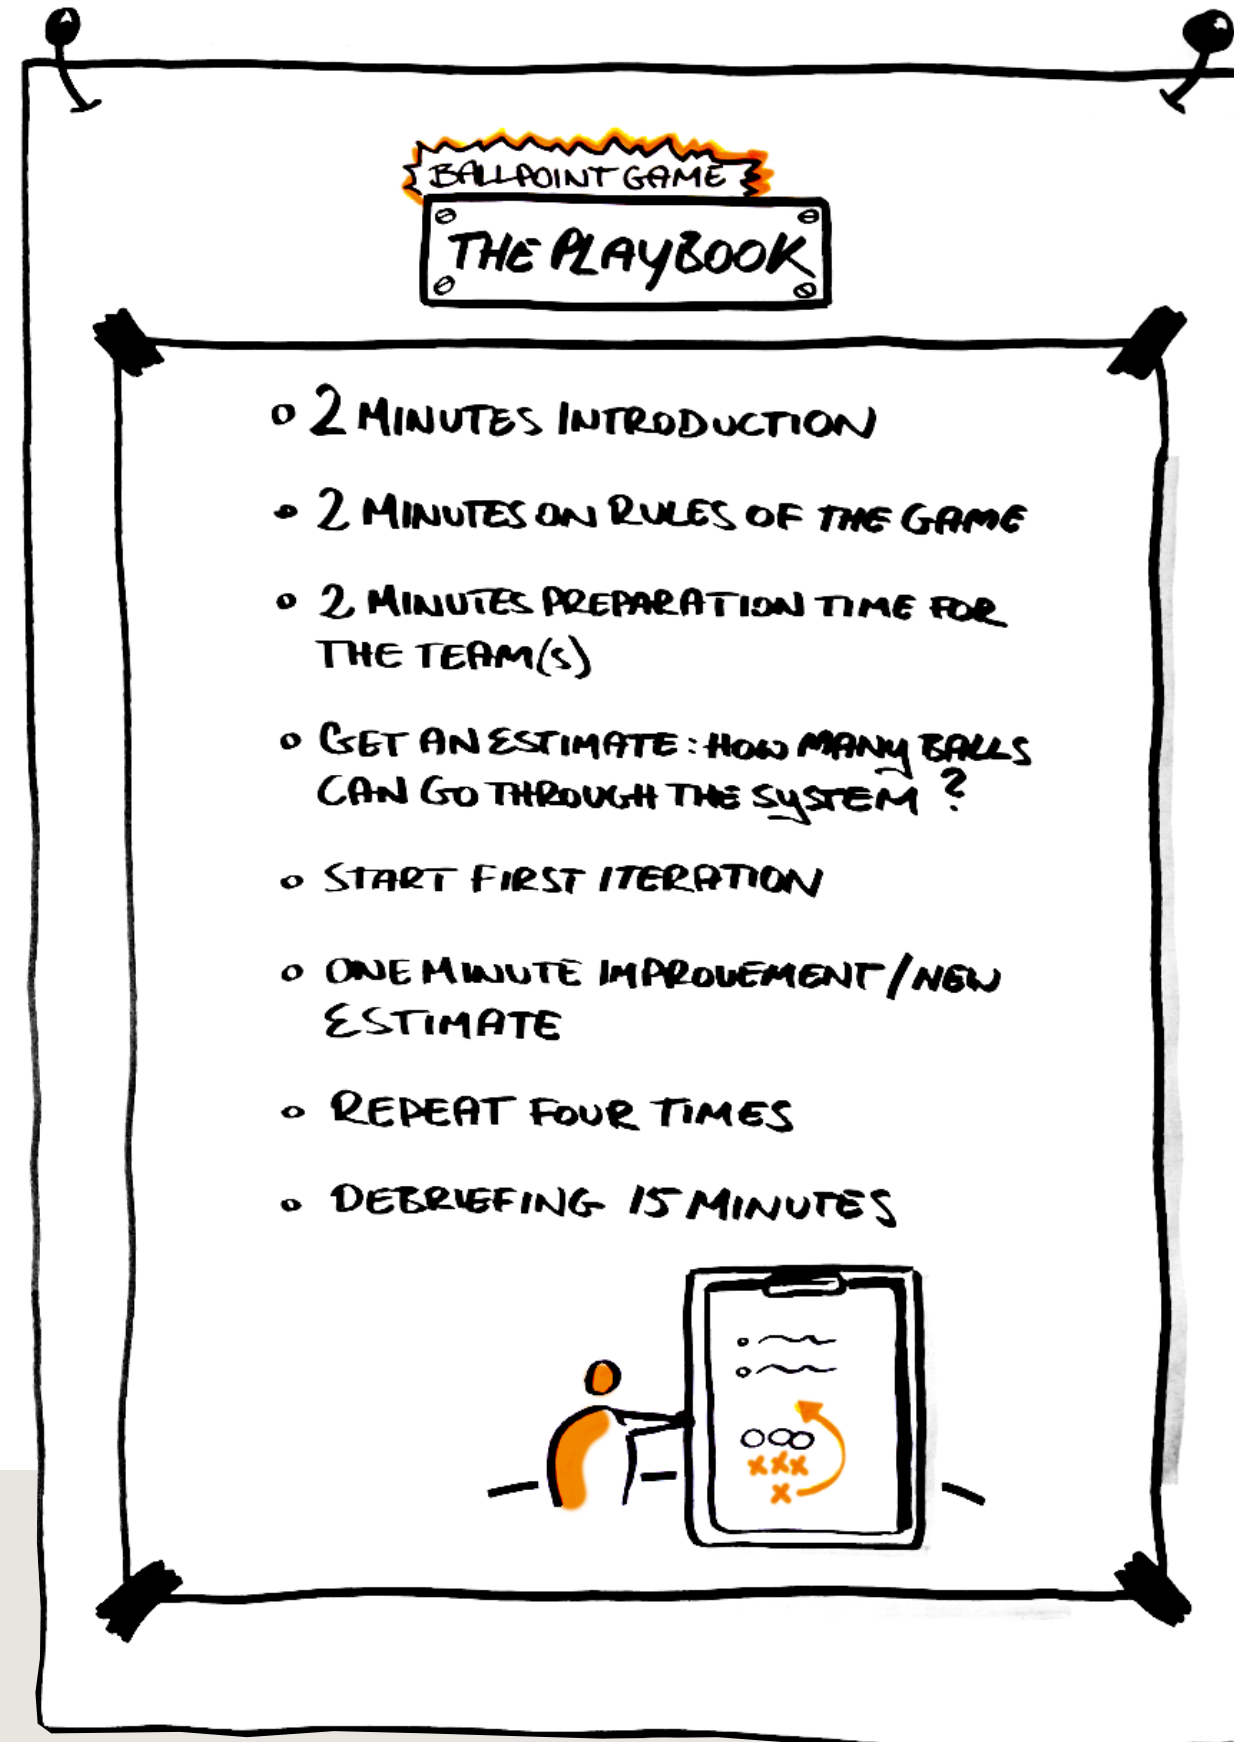 BALLPOINT GAME
THE PLAYBOOK
2 MINUTES INTRODUCTION
2 MINUTES ON RULES OF THE GAME
2 MINUTES PREPARATION TIME FOR
THE TEAM(S)
GET AN ESTIMATE: HOW MANY BALLS
CAN GO THROUGH THE SYSTEM?
START FIRST ITERATION
ONE MINUTE IMPROVEMENT/NEW
ESTIMATE
REPEAT FOUR TIMES
DEBRIEFING 15 MINUTES